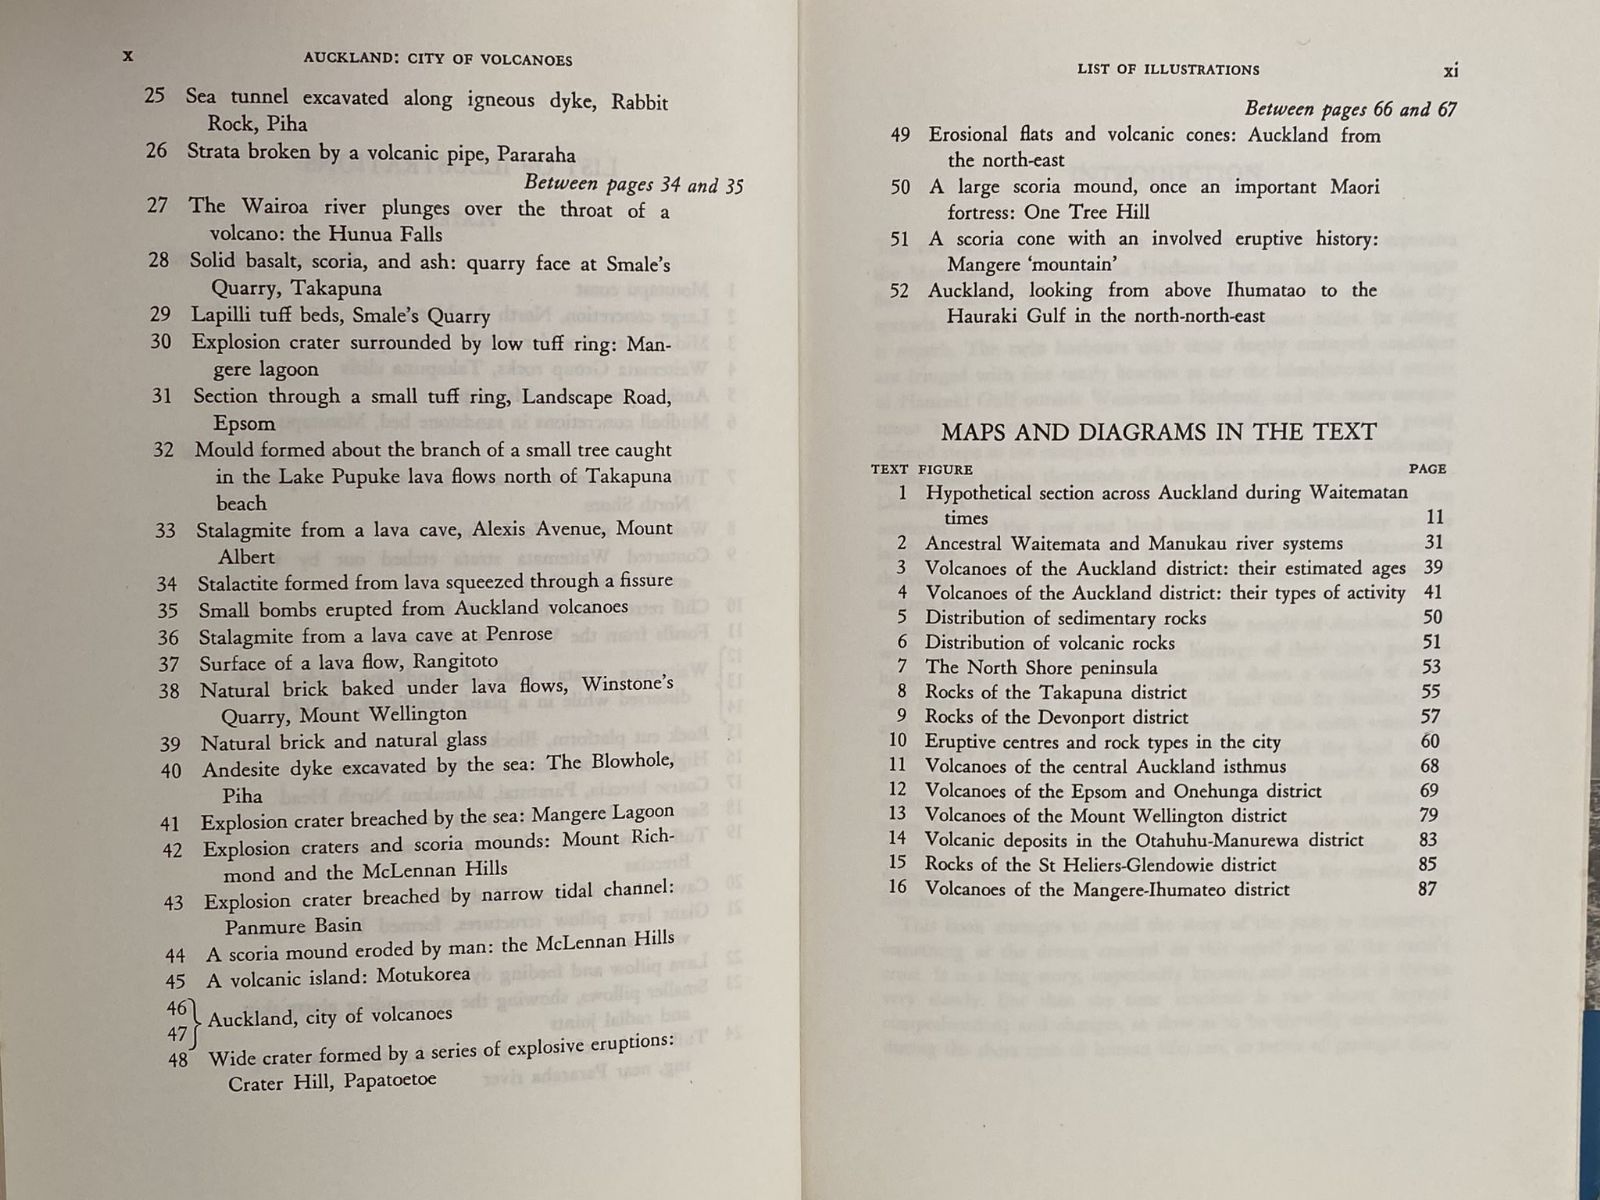 x
AUCKLAND: CITY OF VOLCANOES
25 Sea tunnel excavated along igneous dyke, Rabbit
Rock, Piha
26 Strata broken by a volcanic pipe, Pararaha
Between pages 34 and 35
27 The Wairoa river plunges over the throat of a
volcano: the Hunua Falls
28 Solid basalt, scoria, and ash: quarry face at Smale's
Quarry, Takapuna
29 Lapilli tuff beds, Smale's Quarry
30 Explosion crater surrounded by low tuff ring: Man-
gere lagoon
31 Section through a small tuff ring, Landscape Road,
Epsom
32 Mould formed about the branch of a small tree caught
in the Lake Pupuke lava flows north of Takapuna
beach
33 Stalagmite from a lava cave, Alexis Avenue, Mount
Albert
34 Stalactite formed from lava squeezed through a fissure
35 Small bombs erupted from Auckland volcanoes
36 Stalagmite from a lava cave at Penrose
37 Surface of a lava flow, Rangitoto
38 Natural brick baked under lava flows, Winstone's
Quarry, Mount Wellington
39 Natural brick and natural glass
40 Andesite dyke excavated by the sea: The Blowhole,
Piha
41 Explosion crater breached by the sea: Mangere Lagoon
42 Explosion craters and scoria mounds: Mount Rich-
mond and the McLennan Hills
43 Explosion crater breached by narrow tidal channel:
Panmure Basin
44 A scoria mound eroded by man: the McLennan Hills
45 A volcanic island: Motukorea
46
47 } Auckland, city of volcanoes
48 Wide crater formed by a series of explosive eruptions:
Crater Hill, Papatoetoe
LIST OF ILLUSTRATIONS
xi
Between pages 66 and 67
49 Erosional flats and volcanic cones: Auckland from
the north-east
50 A large scoria mound, once an important Maori
fortress: One Tree Hill
51 A scoria cone with an involved eruptive history:
Mangere 'mountain'
52 Auckland, looking from above Ihumatao to the
Hauraki Gulf in the north-north-east
MAPS AND DIAGRAMS IN THE TEXT
TEXT FIGURE PAGE
1 Hypothetical section across Auckland during Waitematan
times 11
2 Ancestral Waitemata and Manukau river systems 31
3 Volcanoes of the Auckland district: their estimated ages 39
4 Volcanoes of the Auckland district: their types of activity 41
5 Distribution of sedimentary rocks 50
6 Distribution of volcanic rocks 51
7 The North Shore peninsula 53
8 Rocks of the Takapuna district 55
9 Rocks of the Devonport district 57
10 Eruptive centres and rock types in the city 60
11 Volcanoes of the central Auckland isthmus 68
12 Volcanoes of the Epsom and Onehunga district 69
13 Volcanoes of the Mount Wellington district 79
14 Volcanic deposits in the Otahuhu-Manurewa district 83
15 Rocks of the St Heliers-Glendowie district 85
16 Volcanoes of the Mangere-Ihumateo district 87